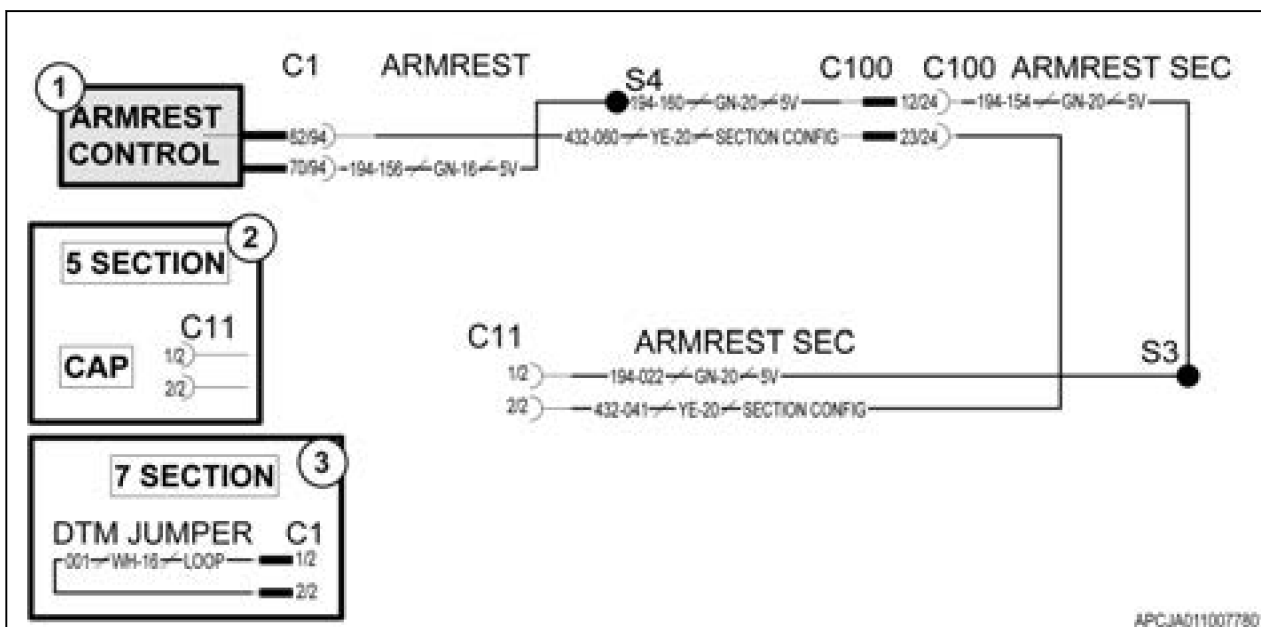 C1 ARMREST C100 C100 ARMREST SEC
1
S4
ARMREST
CONTROL
194-160 GN-20 5V 12/24 194-154 GN-20 5V
62/94 432-060 YE-20 SECTION CONFIG 23/24
70/94 194-156 GN-16 5V
2
5 SECTION
C11
CAP
1/2
2/2
C11 ARMREST SEC S3
1/2 194-022 GN-20 5V
2/2 432-041 YE-20 SECTION CONFIG
3
7 SECTION
DTM JUMPER C1
001 WH-16 LOOP 1/2
2/2
APCJA0110077801